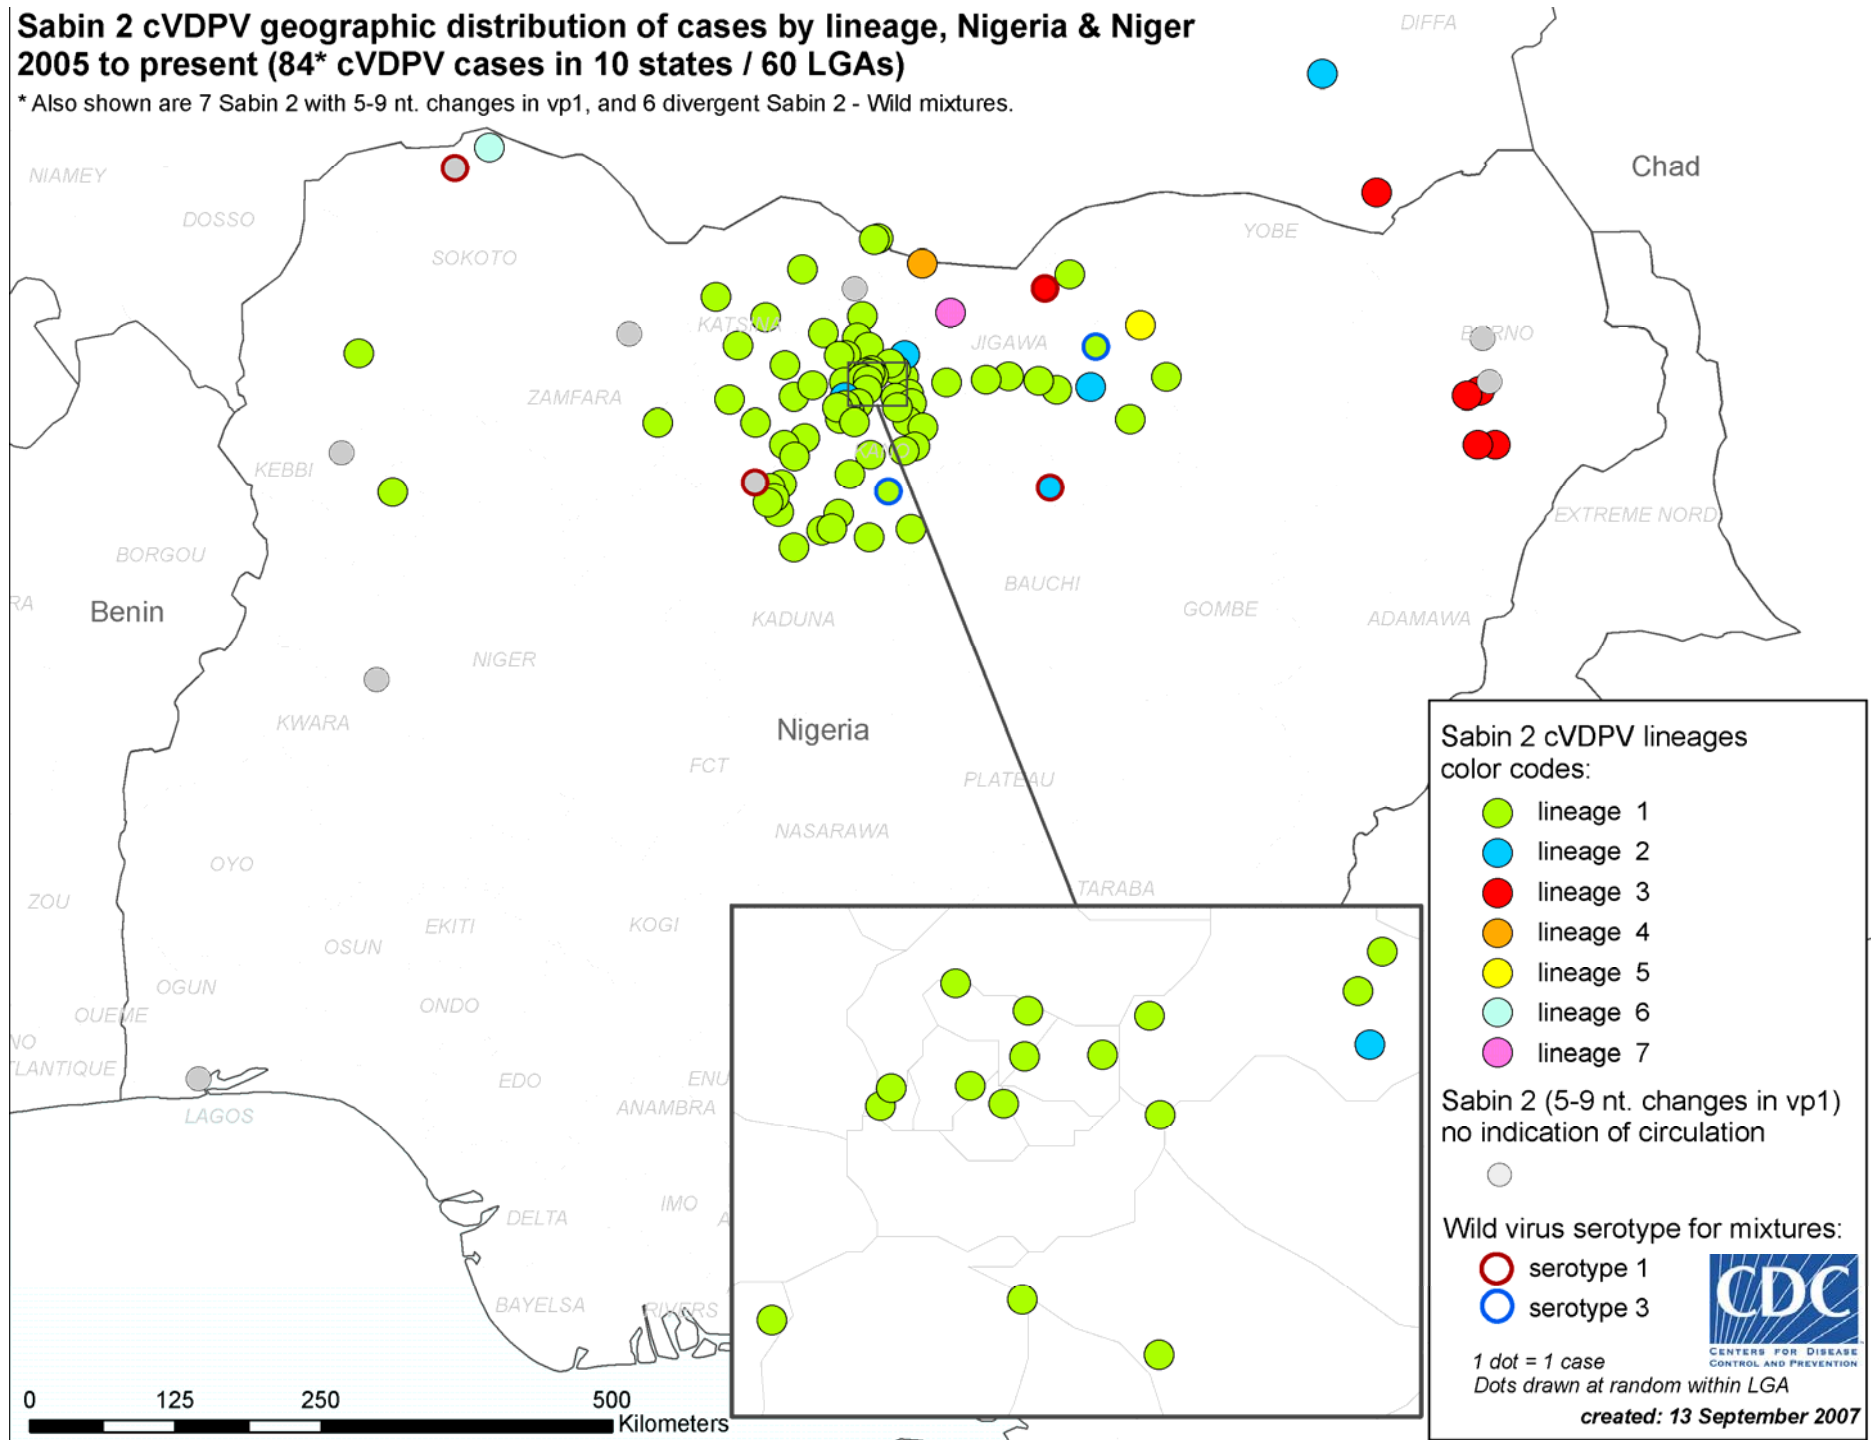 Sabin 2 cVDPV geographic distribution of cases by lineage, Nigeria & Niger
2005 to present (84* cVDPV cases in 10 states / 60 LGAs)
* Also shown are 7 Sabin 2 with 5-9 nt. changes in vp1, and 6 divergent Sabin 2 - Wild mixtures.
DIFFA
Chad
NIAMEY
DOSSO
SOKOTO
YOBE
KATSINA
JIGAWA
BORNO
ZAMFARA
KANO
KEBBI
EXTREME NORD
BORGOU
BAUCHI
RA
Benin
KADUNA
GOMBE
ADAMAWA
NIGER
KWARA
Nigeria
FCT
PLATEAU
NASARAWA
OYO
TARABA
ZOU
EKITI
KOGI
OSUN
OGUN
ONDO
OUEME
NO
TLANTIQUE
EDO
ENU
ANAMBRA
LAGOS
IMO
A
DELTA
BAYELSA
RIVERS
0 125 250 500
Kilometers
Sabin 2 cVDPV lineages
color codes:
lineage 1
lineage 2
lineage 3
lineage 4
lineage 5
lineage 6
lineage 7
Sabin 2 (5-9 nt. changes in vp1)
no indication of circulation
Wild virus serotype for mixtures:
serotype 1
serotype 3
CDC
CENTERS FOR DISEASE
CONTROL AND PREVENTION
1 dot = 1 case
Dots drawn at random within LGA
created: 13 September 2007